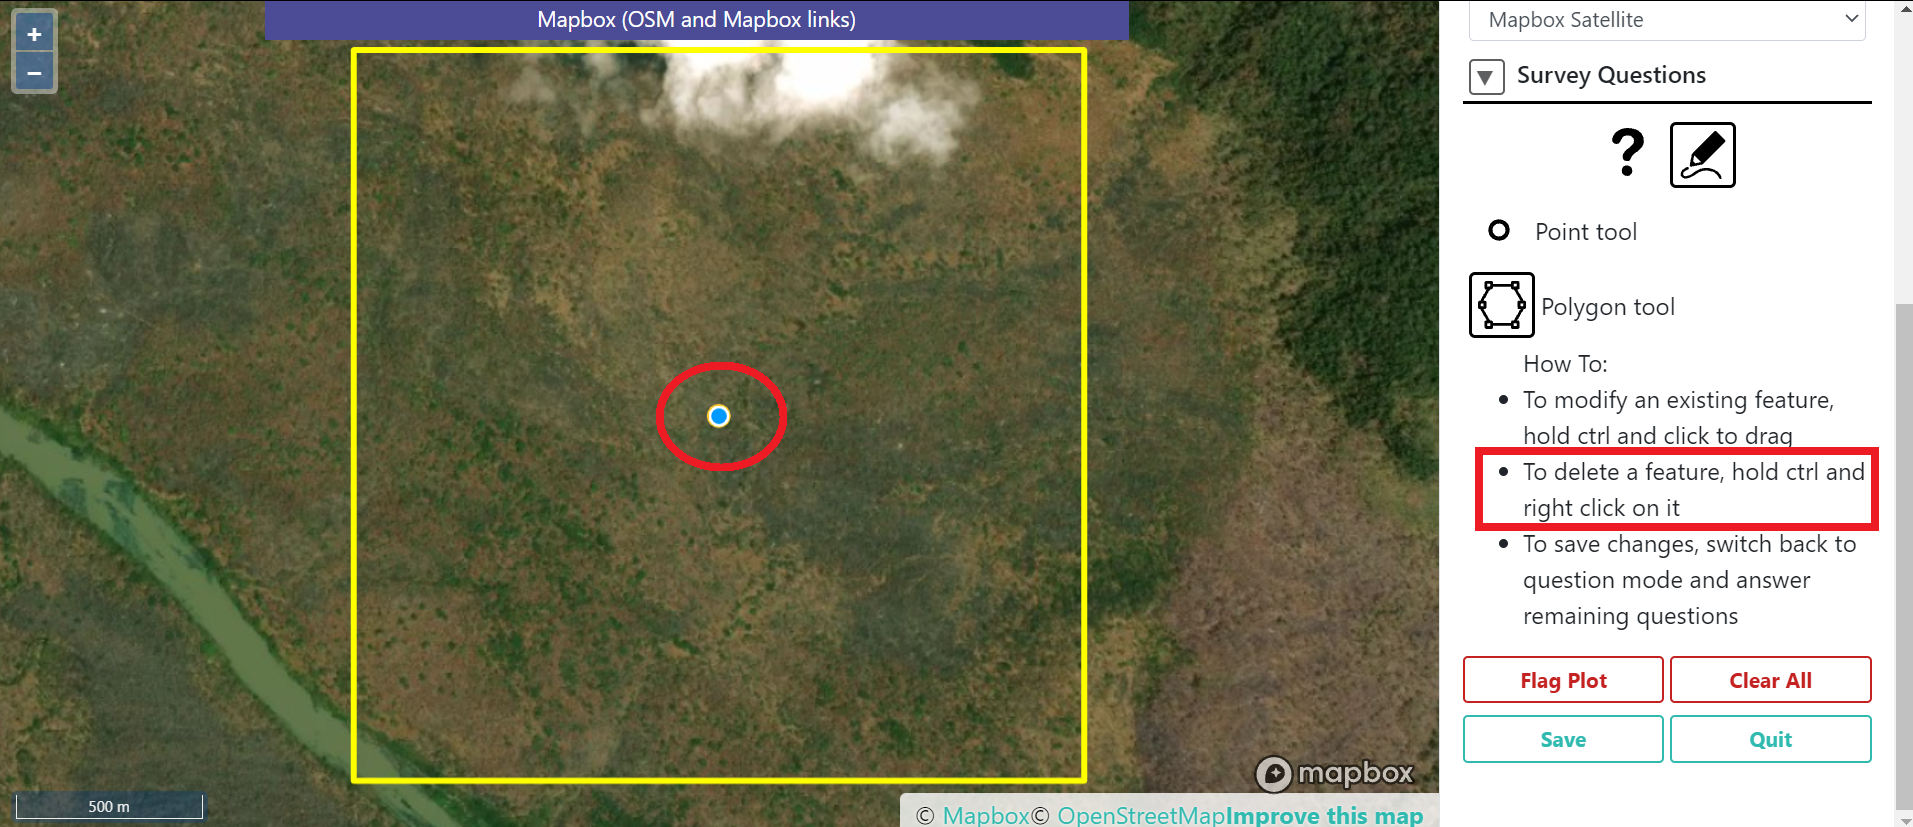 +
−
Mapbox (OSM and Mapbox links)
500 m
mapbox
© Mapbox© OpenStreetMapImprove this map
Mapbox Satellite
▼ Survey Questions
?
Point tool
Polygon tool
How To:
• To modify an existing feature,
hold ctrl and click to drag
• To delete a feature, hold ctrl and
right click on it
• To save changes, switch back to
question mode and answer
remaining questions
Flag Plot Clear All
Save Quit